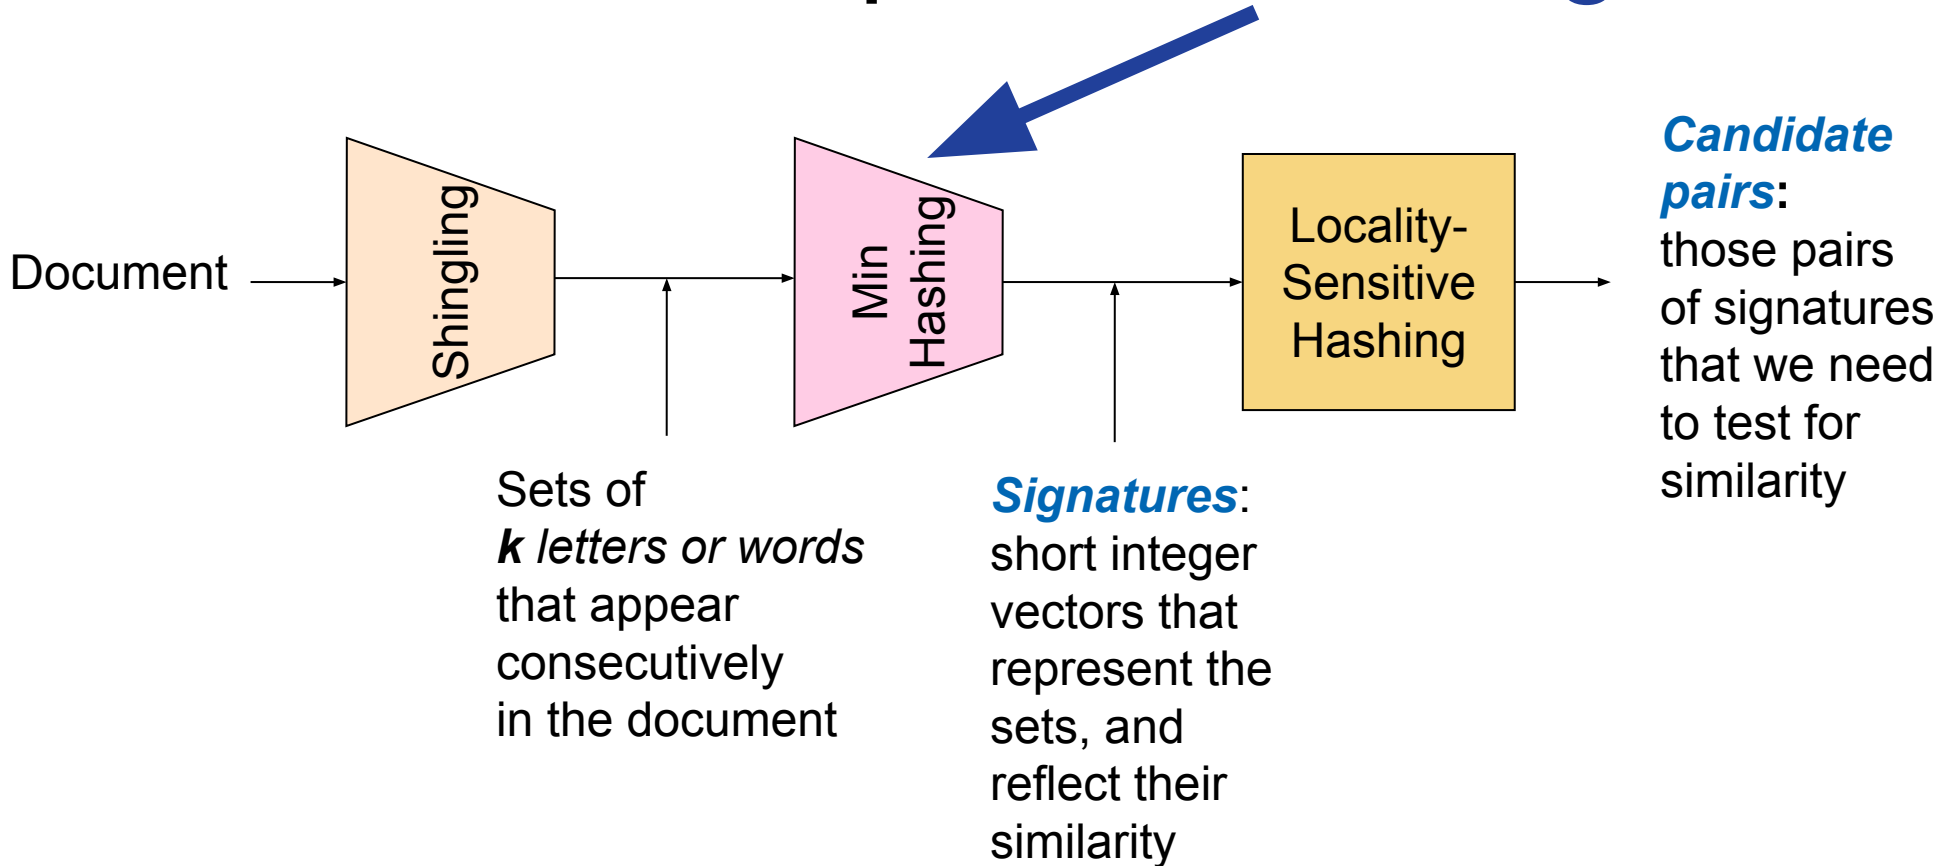 Document
Shingling
Min
Hashing
Locality-
Sensitive
Hashing
Candidate
pairs:
those pairs
of signatures
that we need
to test for
similarity
Sets of
k letters or words
that appear
consecutively
in the document
Signatures:
short integer
vectors that
represent the
sets, and
reflect their
similarity